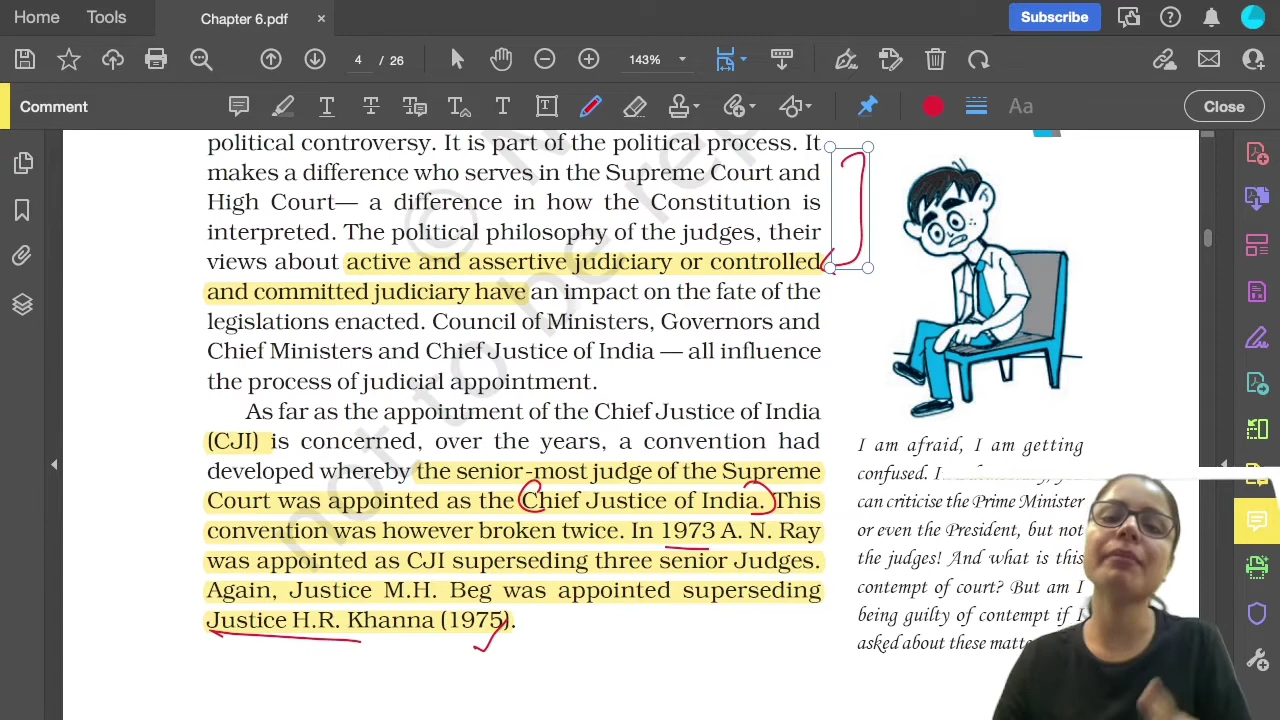 Home Tools Chapter 6.pdf × Subscribe
4 / 26 143%
Comment Close
political controversy. It is part of the political process. It
makes a difference who serves in the Supreme Court and
High Court— a difference in how the Constitution is
interpreted. The political philosophy of the judges, their
views about active and assertive judiciary or controlled
and committed judiciary have an impact on the fate of the
legislations enacted. Council of Ministers, Governors and
Chief Ministers and Chief Justice of India — all influence
the process of judicial appointment.
As far as the appointment of the Chief Justice of India
(CJI) is concerned, over the years, a convention had
developed whereby the senior-most judge of the Supreme
Court was appointed as the Chief Justice of India. This
convention was however broken twice. In 1973 A. N. Ray
was appointed as CJI superseding three senior Judges.
Again, Justice M.H. Beg was appointed superseding
Justice H.R. Khanna (1975).
I am afraid, I am getting
confused. I
can criticise the Prime Minister
or even the President, but not
the judges! And what is this
contempt of court? But am I
being guilty of contempt if I
asked about these
not to be